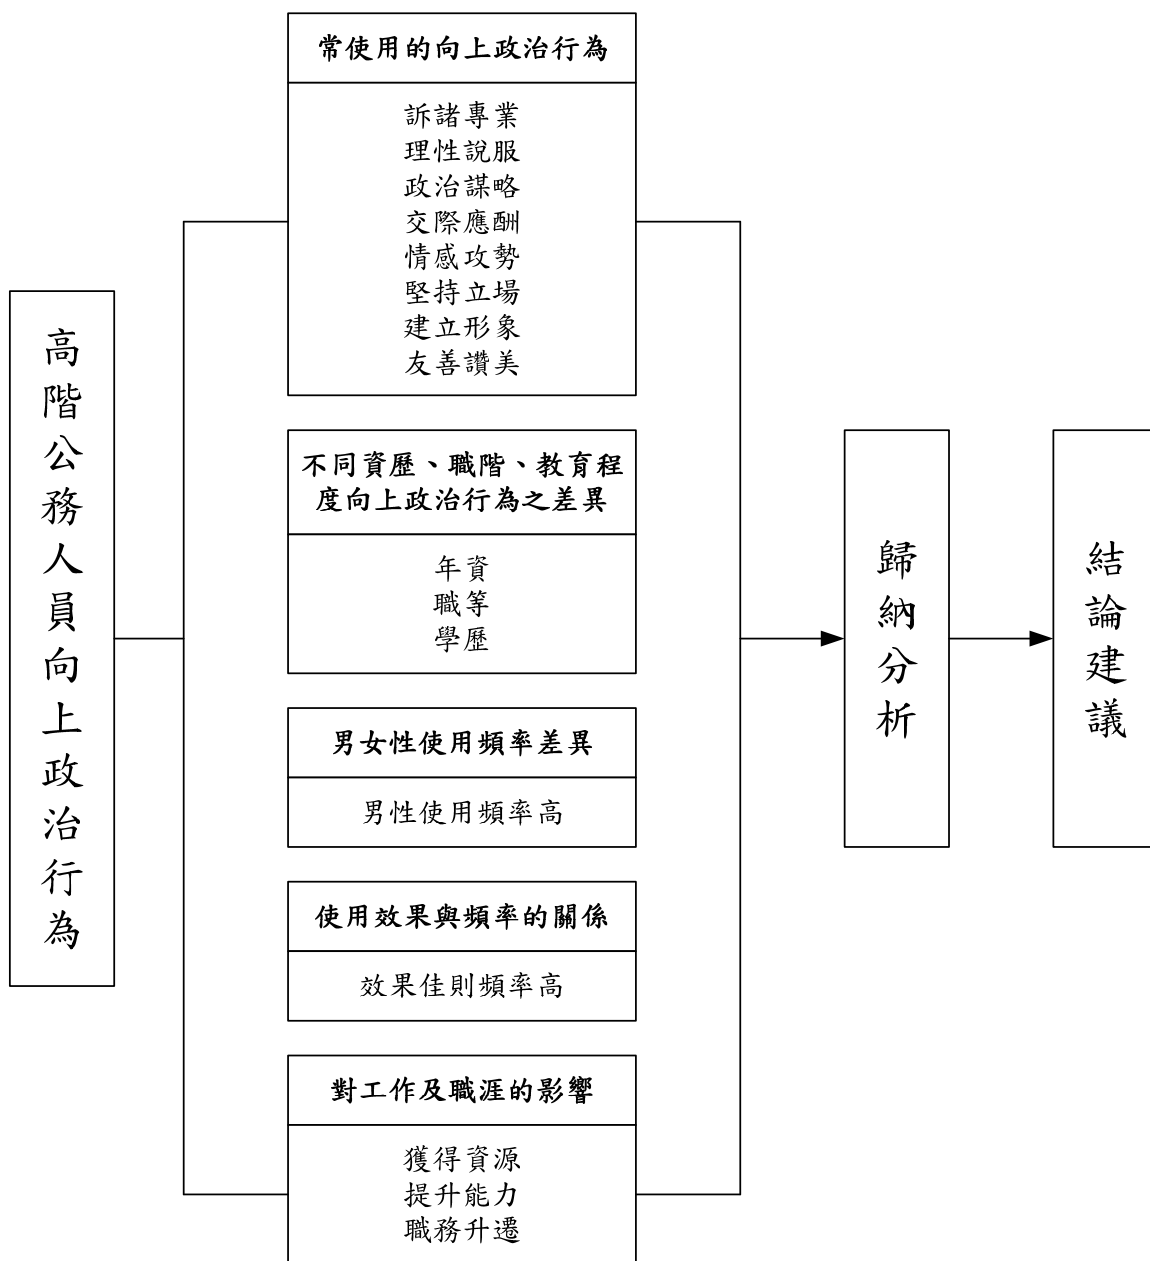 高階公務人員向上政治行為
常使用的向上政治行為
訴諸專業
理性說服
政治謀略
交際應酬
情感攻勢
堅持立場
建立形象
友善讚美
不同資歷、職階、教育程
度向上政治行為之差異
年資
職等
學歷
男女性使用頻率差異
男性使用頻率高
使用效果與頻率的關係
效果佳則頻率高
對工作及職涯的影響
獲得資源
提升能力
職務升遷
歸納分析
結論建議